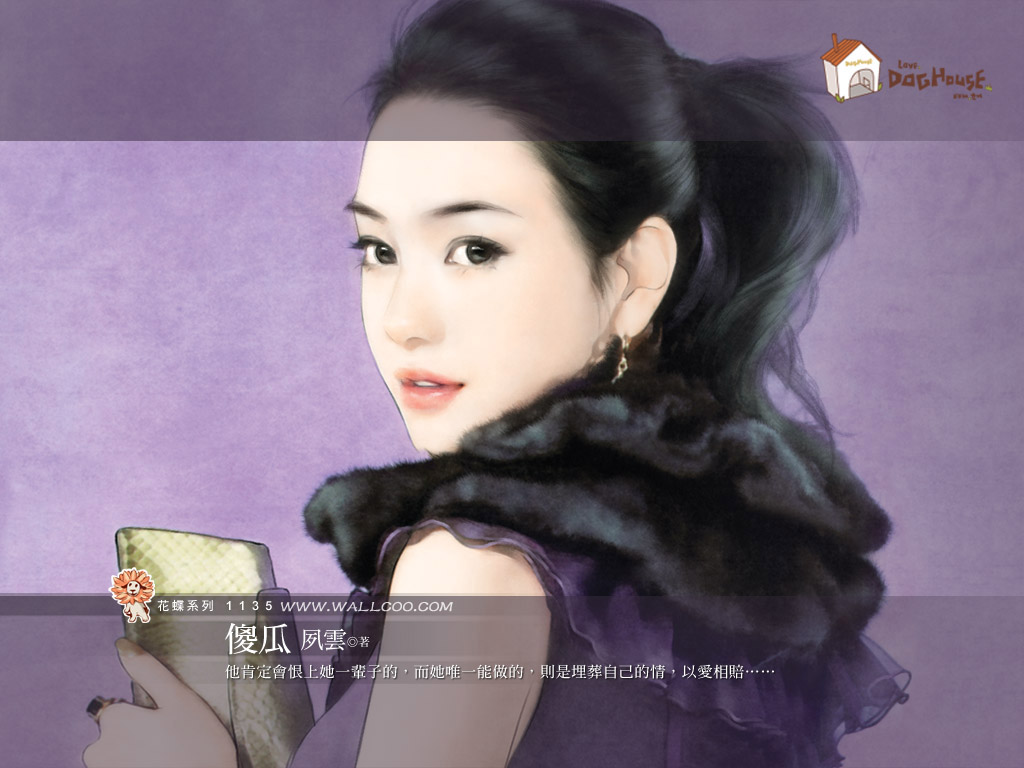 Love
DOGHOUSE
花蝶系列 1135 WWW.WALLCOO.COM
傻瓜 夙雲◎著
他肯定會恨上她一輩子的，而她唯一能做的，則是埋葬自己的情，以愛相賠……